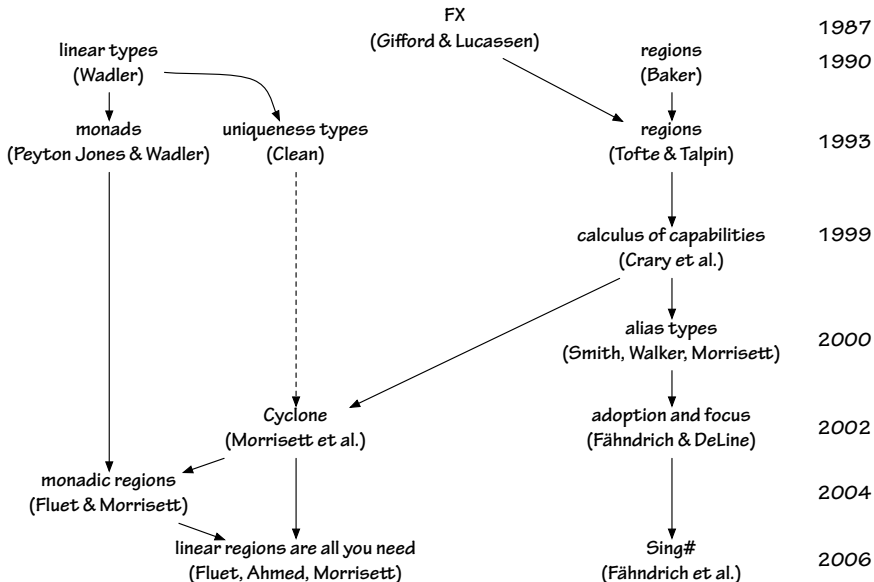 FX
(Gifford & Lucassen)
1987
linear types
(Wadler)
regions
(Baker)
1990
monads
(Peyton Jones & Wadler)
uniqueness types
(Clean)
regions
(Tofte & Talpin)
1993
calculus of capabilities
(Crary et al.)
1999
alias types
(Smith, Walker, Morrisett)
2000
Cyclone
(Morrisett et al.)
adoption and focus
(Fähndrich & DeLine)
2002
monadic regions
(Fluet & Morrisett)
2004
linear regions are all you need
(Fluet, Ahmed, Morrisett)
Sing#
(Fähndrich et al.)
2006